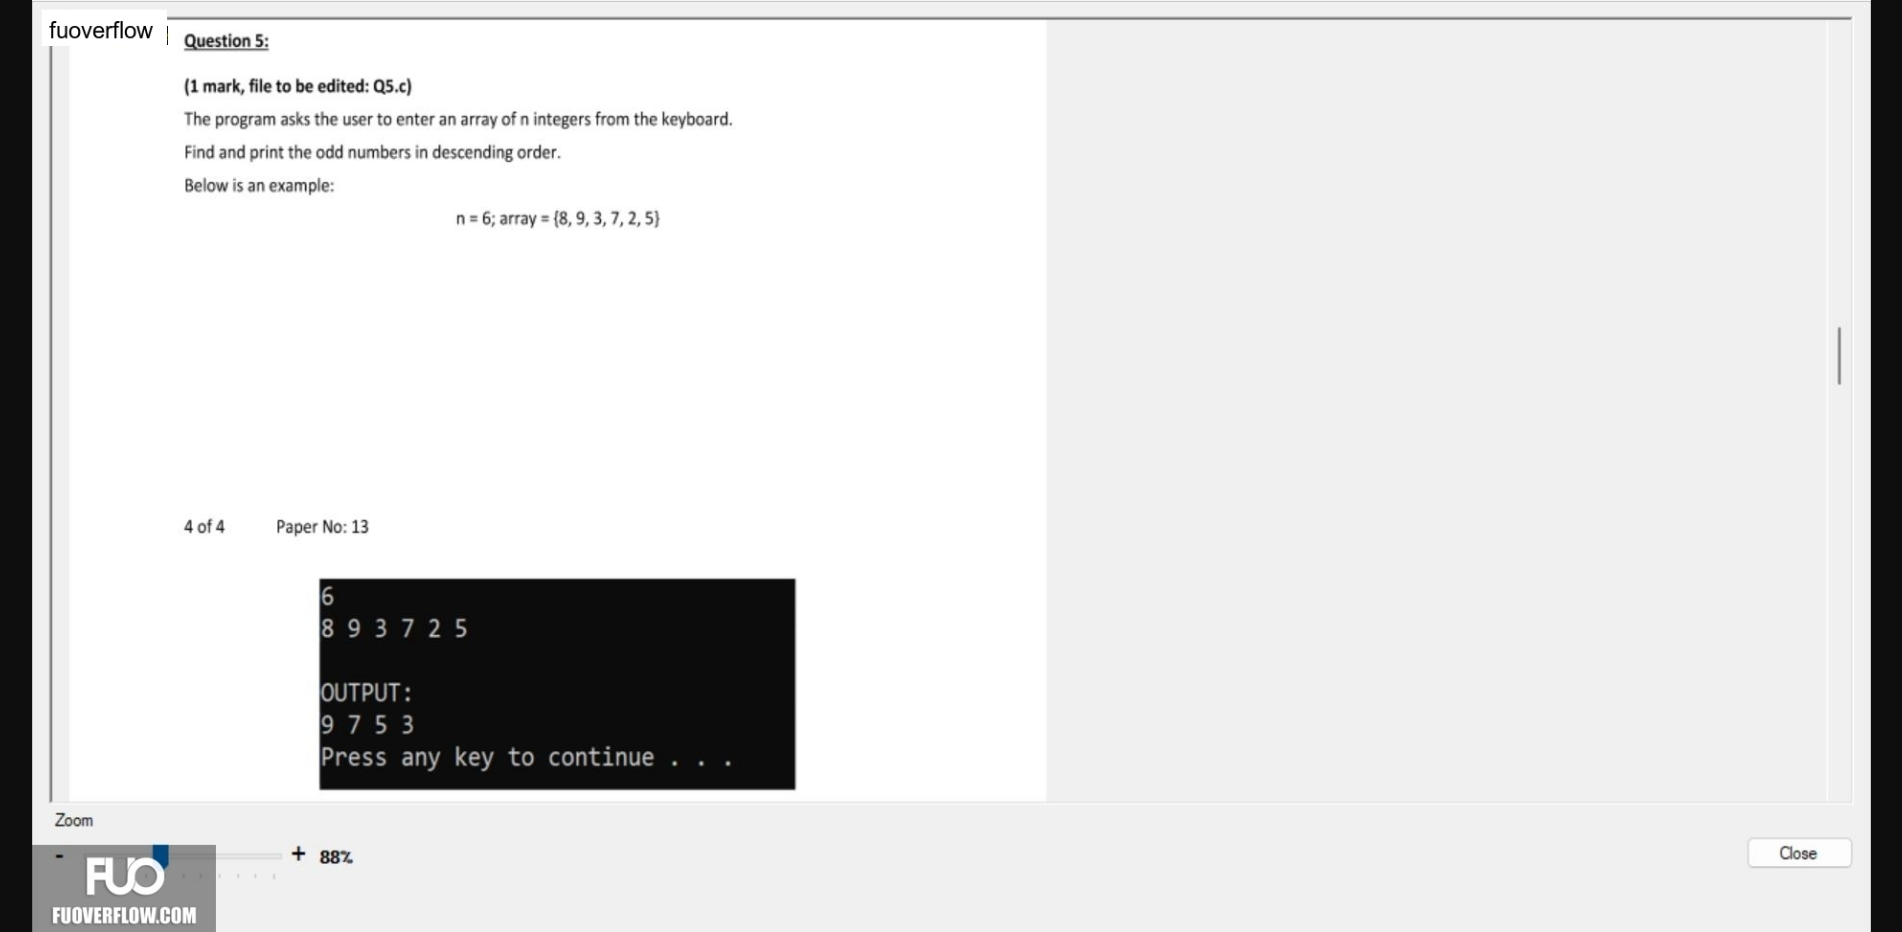 fuoverflow
Question 5:
(1 mark, file to be edited: Q5.c)
The program asks the user to enter an array of n integers from the keyboard.
Find and print the odd numbers in descending order.
Below is an example:
n = 6; array = {8, 9, 3, 7, 2, 5}
4 of 4 Paper No: 13
6
8 9 3 7 2 5
OUTPUT:
9 7 5 3
Press any key to continue . . .
Zoom
- + 88%
Close
FUO
FUOVERFLOW.COM